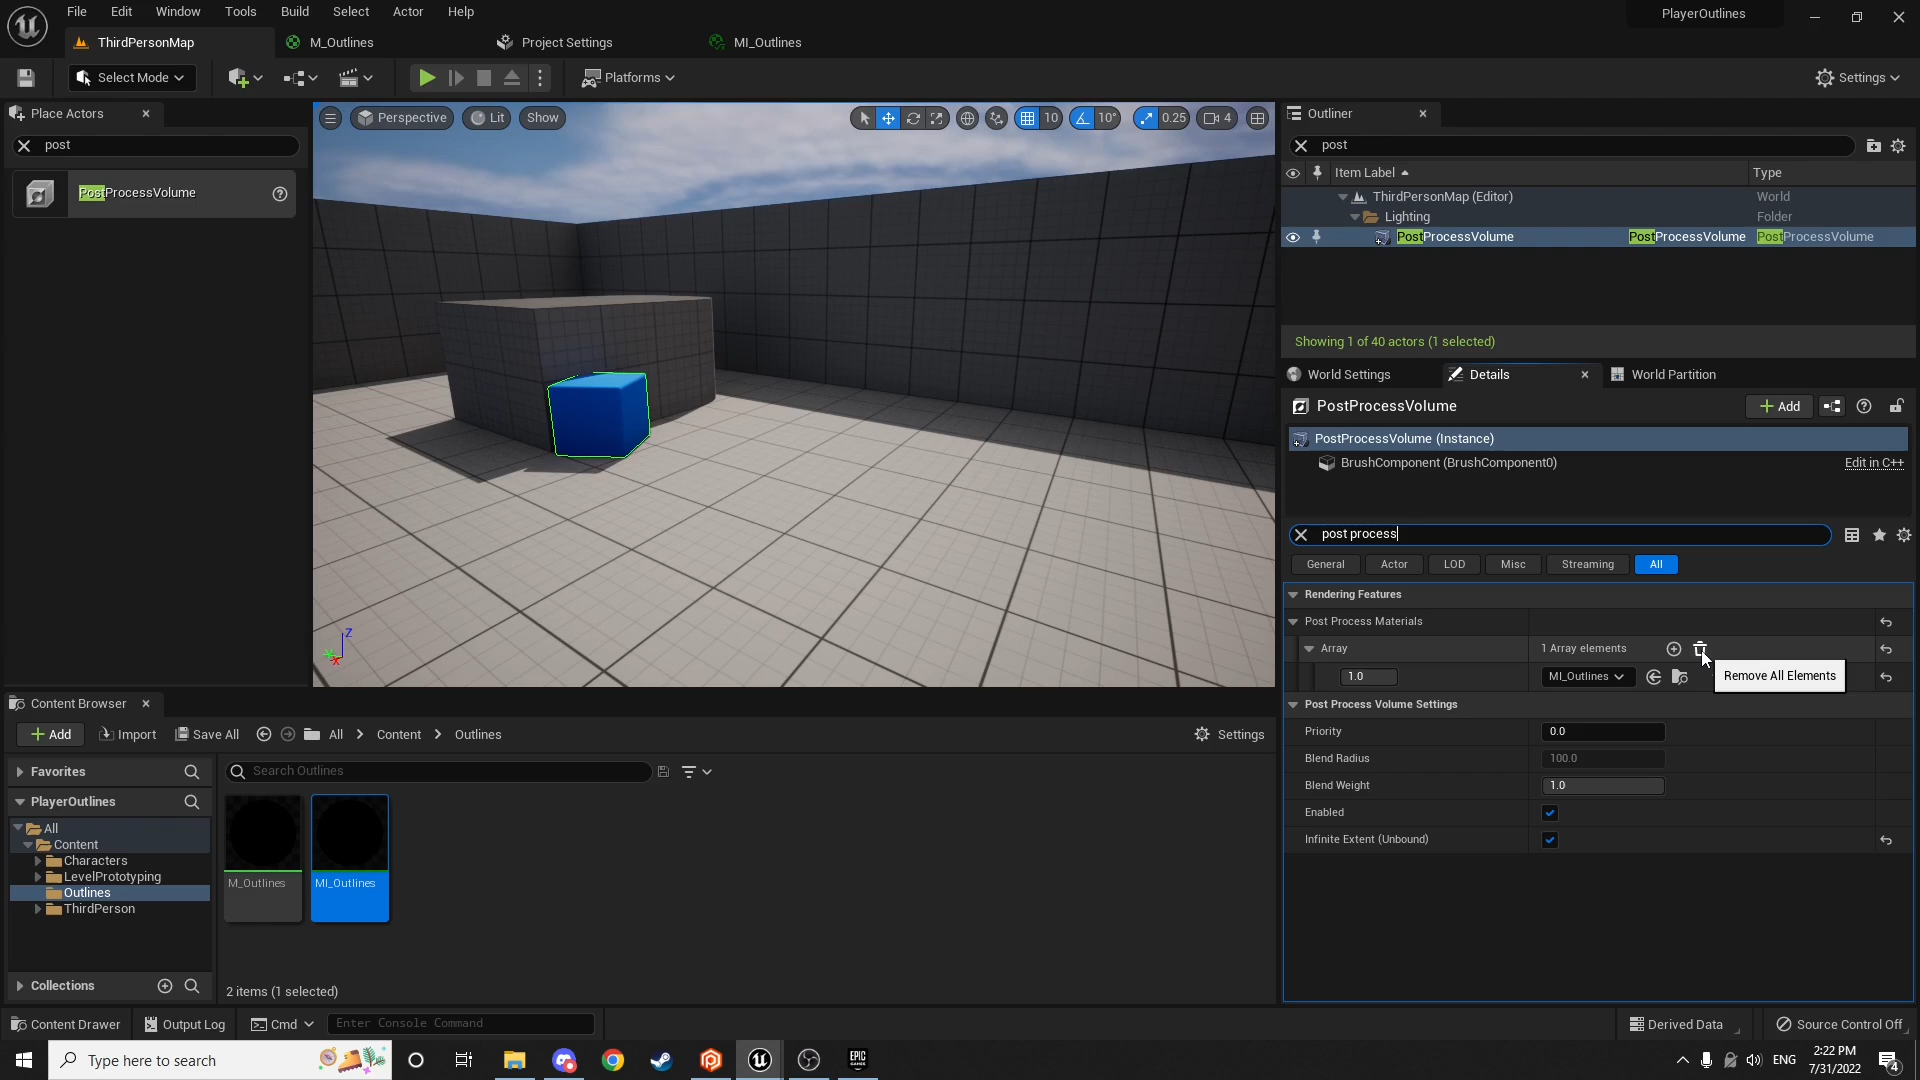 File Edit Window Tools Build Select Actor Help
PlayerOutlines
ThirdPersonMap
M_Outlines
Project Settings
MI_Outlines
Select Mode
Platforms
Settings
Place Actors
post
PostProcessVolume
Perspective
Lit
Show
10
10°
0.25
4
Z
X
Outliner
post
Item Label
Type
ThirdPersonMap (Editor)
World
Lighting
Folder
PostProcessVolume
PostProcessVolume
PostProcessVolume
Showing 1 of 40 actors (1 selected)
World Settings
Details
World Partition
PostProcessVolume
Add
PostProcessVolume (Instance)
BrushComponent (BrushComponent0)
Edit in C++
post process
General
Actor
LOD
Misc
Streaming
All
Rendering Features
Post Process Materials
Array
1 Array elements
1.0
MI_Outlines
Remove All Elements
Post Process Volume Settings
Priority
0.0
Blend Radius
100.0
Blend Weight
1.0
Enabled
Infinite Extent (Unbound)
Content Browser
Add
Import
Save All
All
Content
Outlines
Settings
Favorites
Search Outlines
PlayerOutlines
All
Content
Characters
LevelPrototyping
Outlines
ThirdPerson
M_Outlines
MI_Outlines
Collections
2 items (1 selected)
Content Drawer
Output Log
Cmd
Enter Console Command
Derived Data
Source Control Off
Type here to search
EPIC
GAMES
ENG
2:22 PM
7/31/2022
4